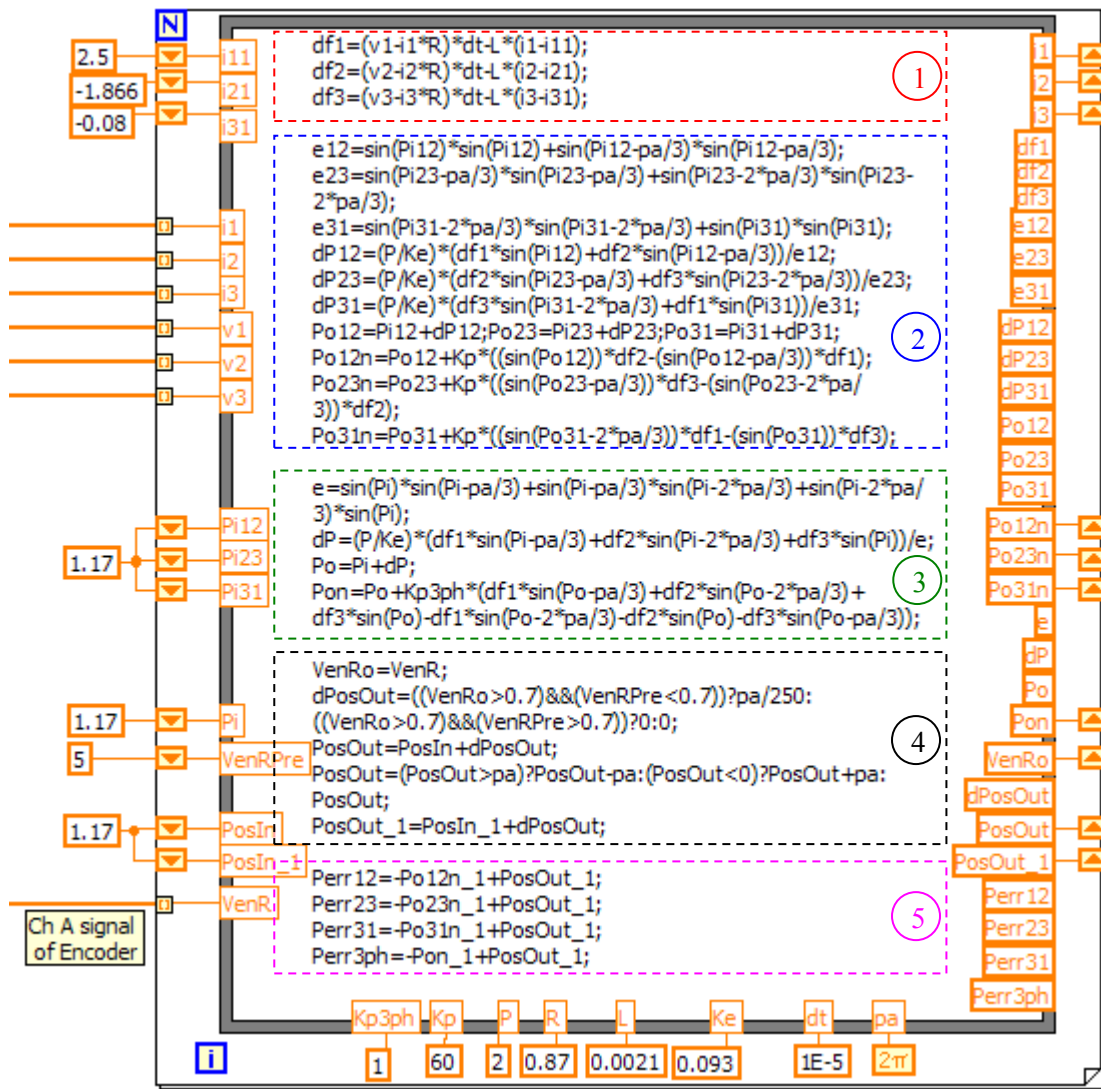 N
2.5
-1.866
-0.08
i11
i21
i31
i1
i2
i3
v1
v2
v3
1.17
Pi12
Pi23
Pi31
1.17
Pi
5
VenRPre
1.17
PosIn
PosIn_1
VenR
Ch A signal
of Encoder
df1=(v1-i1*R)*dt-L*(i1-i11);
df2=(v2-i2*R)*dt-L*(i2-i21);
df3=(v3-i3*R)*dt-L*(i3-i31);
1
e12=sin(Pi12)*sin(Pi12)+sin(Pi12-pa/3)*sin(Pi12-pa/3);
e23=sin(Pi23-pa/3)*sin(Pi23-pa/3)+sin(Pi23-2*pa/3)*sin(Pi23-
2*pa/3);
e31=sin(Pi31-2*pa/3)*sin(Pi31-2*pa/3)+sin(Pi31)*sin(Pi31);
dP12=(P/Ke)*(df1*sin(Pi12)+df2*sin(Pi12-pa/3))/e12;
dP23=(P/Ke)*(df2*sin(Pi23-pa/3)+df3*sin(Pi23-2*pa/3))/e23;
dP31=(P/Ke)*(df3*sin(Pi31-2*pa/3)+df1*sin(Pi31))/e31;
Po12=Pi12+dP12;Po23=Pi23+dP23;Po31=Pi31+dP31;
Po12n=Po12+Kp*((sin(Po12))*df2-(sin(Po12-pa/3))*df1);
Po23n=Po23+Kp*((sin(Po23-pa/3))*df3-(sin(Po23-2*pa/
3))*df2);
Po31n=Po31+Kp*((sin(Po31-2*pa/3))*df1-(sin(Po31))*df3);
2
e=sin(Pi)*sin(Pi-pa/3)+sin(Pi-pa/3)*sin(Pi-2*pa/3)+sin(Pi-2*pa/
3)*sin(Pi);
dP=(P/Ke)*(df1*sin(Pi-pa/3)+df2*sin(Pi-2*pa/3)+df3*sin(Pi))/e;
Po=Pi+dP;
Pon=Po+Kp3ph*(df1*sin(Po-pa/3)+df2*sin(Po-2*pa/3)+
df3*sin(Po)-df1*sin(Po-2*pa/3)-df2*sin(Po)-df3*sin(Po-pa/3));
3
VenRo=VenR;
dPosOut=((VenRo>0.7)&&(VenRPre<0.7))?pa/250:
((VenRo>0.7)&&(VenRPre>0.7))?0:0;
PosOut=PosIn+dPosOut;
PosOut=(PosOut>pa)?PosOut-pa:(PosOut<0)?PosOut+pa:
PosOut;
PosOut_1=PosIn_1+dPosOut;
4
Perr12=-Po12n_1+PosOut_1;
Perr23=-Po23n_1+PosOut_1;
Perr31=-Po31n_1+PosOut_1;
Perr3ph=-Pon_1+PosOut_1;
5
i1
i2
i3
df1
df2
df3
e12
e23
e31
dP12
dP23
dP31
Po12
Po23
Po31
Po12n
Po23n
Po31n
e
dP
Po
Pon
VenRo
dPosOut
PosOut
PosOut_1
Perr12
Perr23
Perr31
Perr3ph
Kp3ph Kp P R L Ke dt pa
i 1 60 2 0.87 0.0021 0.093 1E-5 2π